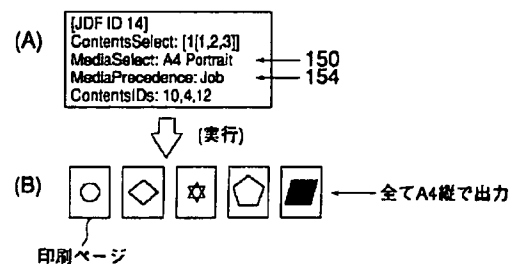 (A)
[JDF ID 14]
ContentsSelect: [1[1,2,3]]
MediaSelect: A4 Portrait
150
MediaPrecedence: Job
154
ContentsIDs: 10,4,12
(実行)
(B)
全てA4縦で出力
印刷ページ